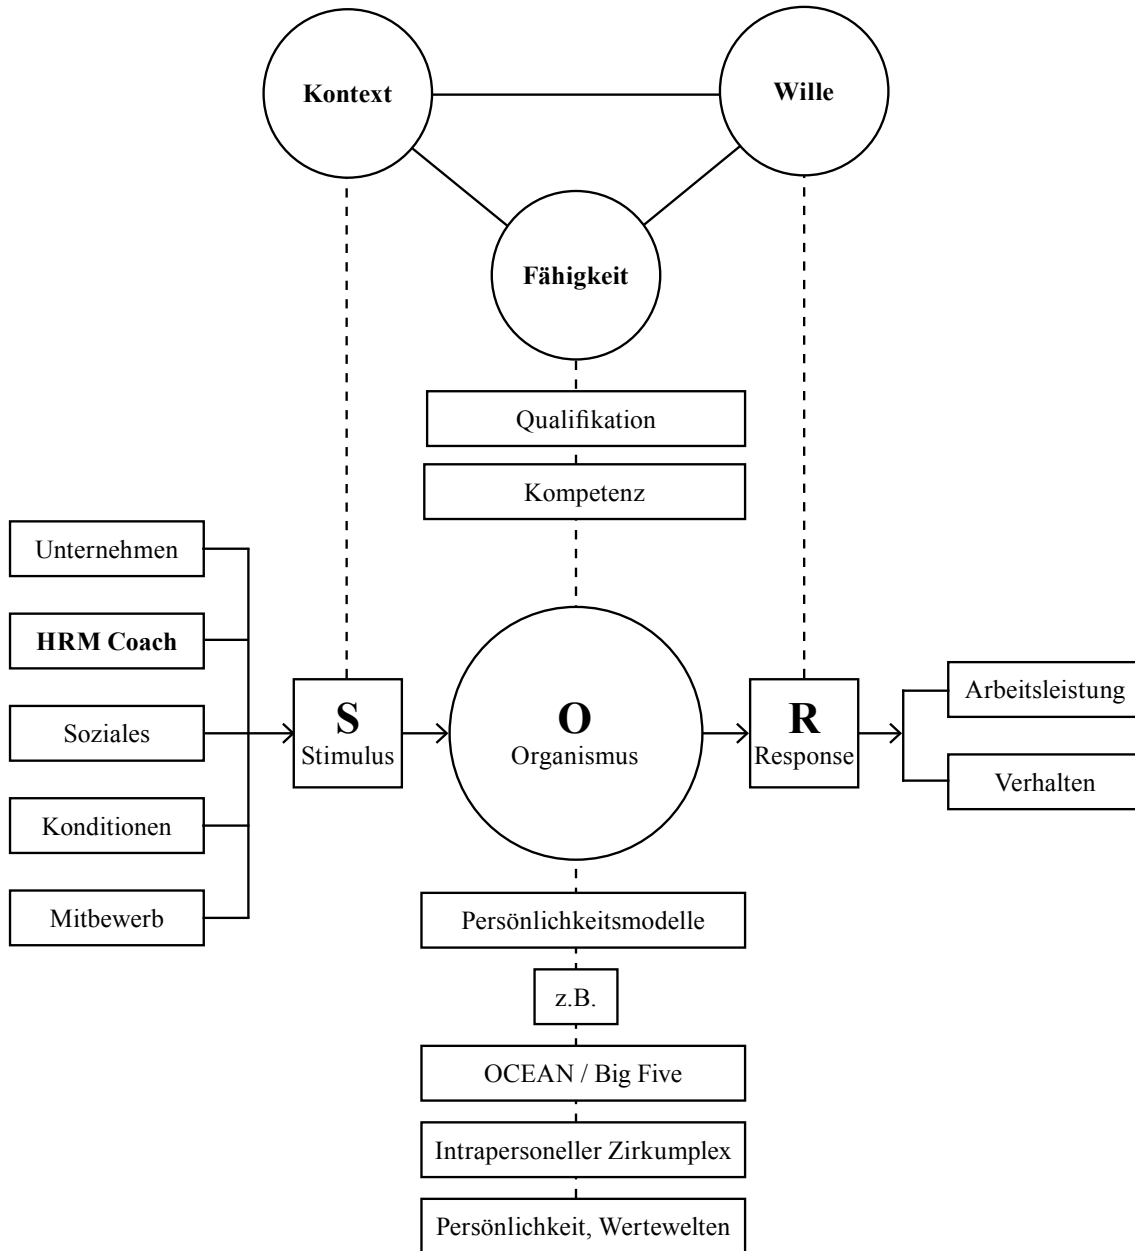 Kontext
Wille
Fähigkeit
Qualifikation
Kompetenz
Unternehmen
HRM Coach
Soziales
Konditionen
Mitbewerb
S
Stimulus
O
Organismus
R
Response
Arbeitsleistung
Verhalten
Persönlichkeitsmodelle
z.B.
OCEAN / Big Five
Intrapersoneller Zirkumplex
Persönlichkeit, Wertewelten